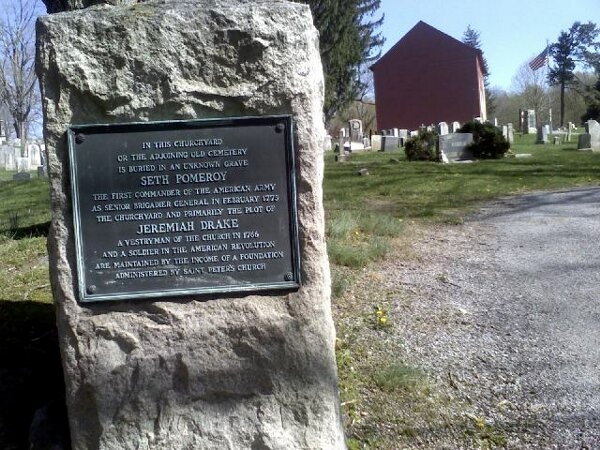 IN THIS CHURCHYARD
OR THE ADJOINING OLD CEMETERY
IS BURIED IN AN UNKNOWN GRAVE
SETH POMEROY
THE FIRST COMMANDER OF THE AMERICAN ARMY
AS SENIOR BRIGADIER GENERAL IN FEBRUARY 1775
THE CHURCHYARD AND PRIMARILY THE PLOT OF
JEREMIAH DRAKE
A VESTRYMAN OF THE CHURCH IN 1766
AND A SOLDIER IN THE AMERICAN REVOLUTION
ARE MAINTAINED BY THE INCOME OF A FOUNDATION
ADMINISTERED BY SAINT PETER'S CHURCH